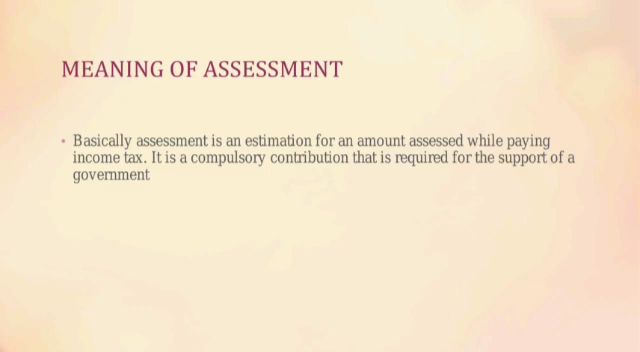 MEANING OF ASSESSMENT
• Basically assessment is an estimation for an amount assessed while paying
income tax. It is a compulsory contribution that is required for the support of a
government